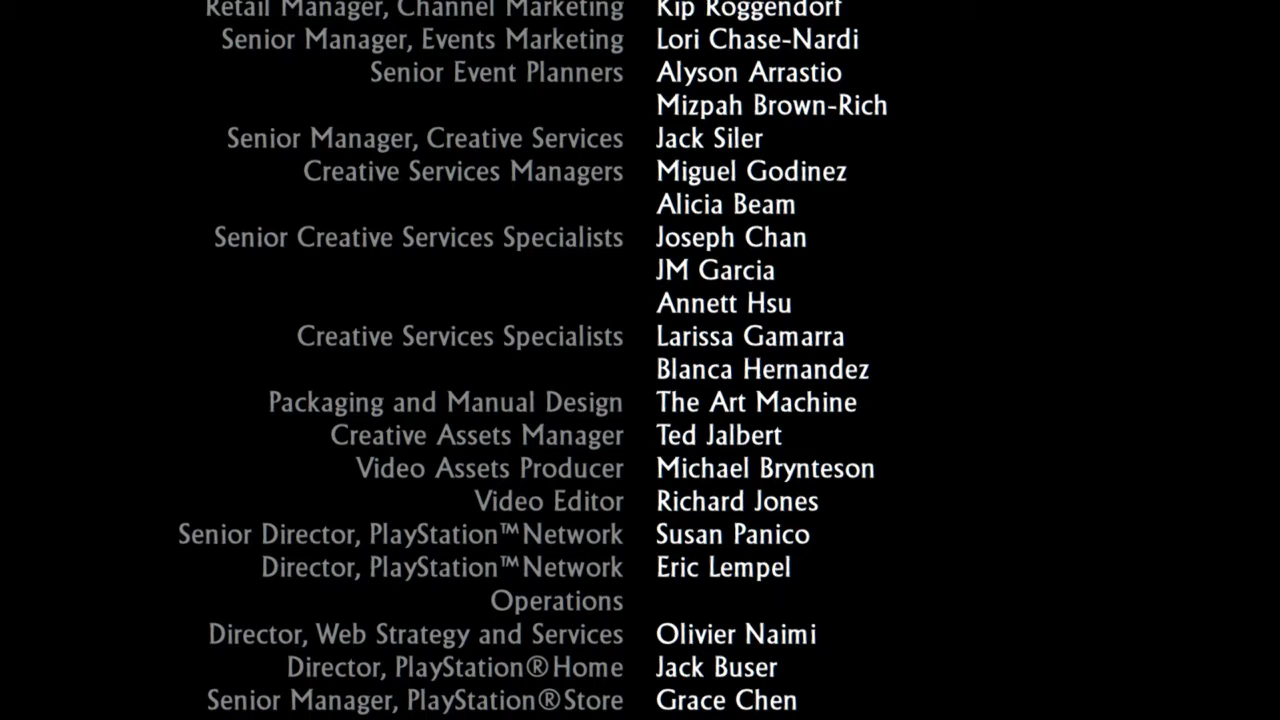 Retail Manager, Channel Marketing Kip Roggendorf
Senior Manager, Events Marketing Lori Chase-Nardi
Senior Event Planners Alyson Arrastio
Mizpah Brown-Rich
Senior Manager, Creative Services Jack Siler
Creative Services Managers Miguel Godinez
Alicia Beam
Senior Creative Services Specialists Joseph Chan
JM Garcia
Annett Hsu
Creative Services Specialists Larissa Gamarra
Blanca Hernandez
Packaging and Manual Design The Art Machine
Creative Assets Manager Ted Jalbert
Video Assets Producer Michael Brynteson
Video Editor Richard Jones
Senior Director, PlayStation™Network Susan Panico
Director, PlayStation™Network Eric Lempel
Operations
Director, Web Strategy and Services Olivier Naimi
Director, PlayStation®Home Jack Buser
Senior Manager, PlayStation®Store Grace Chen